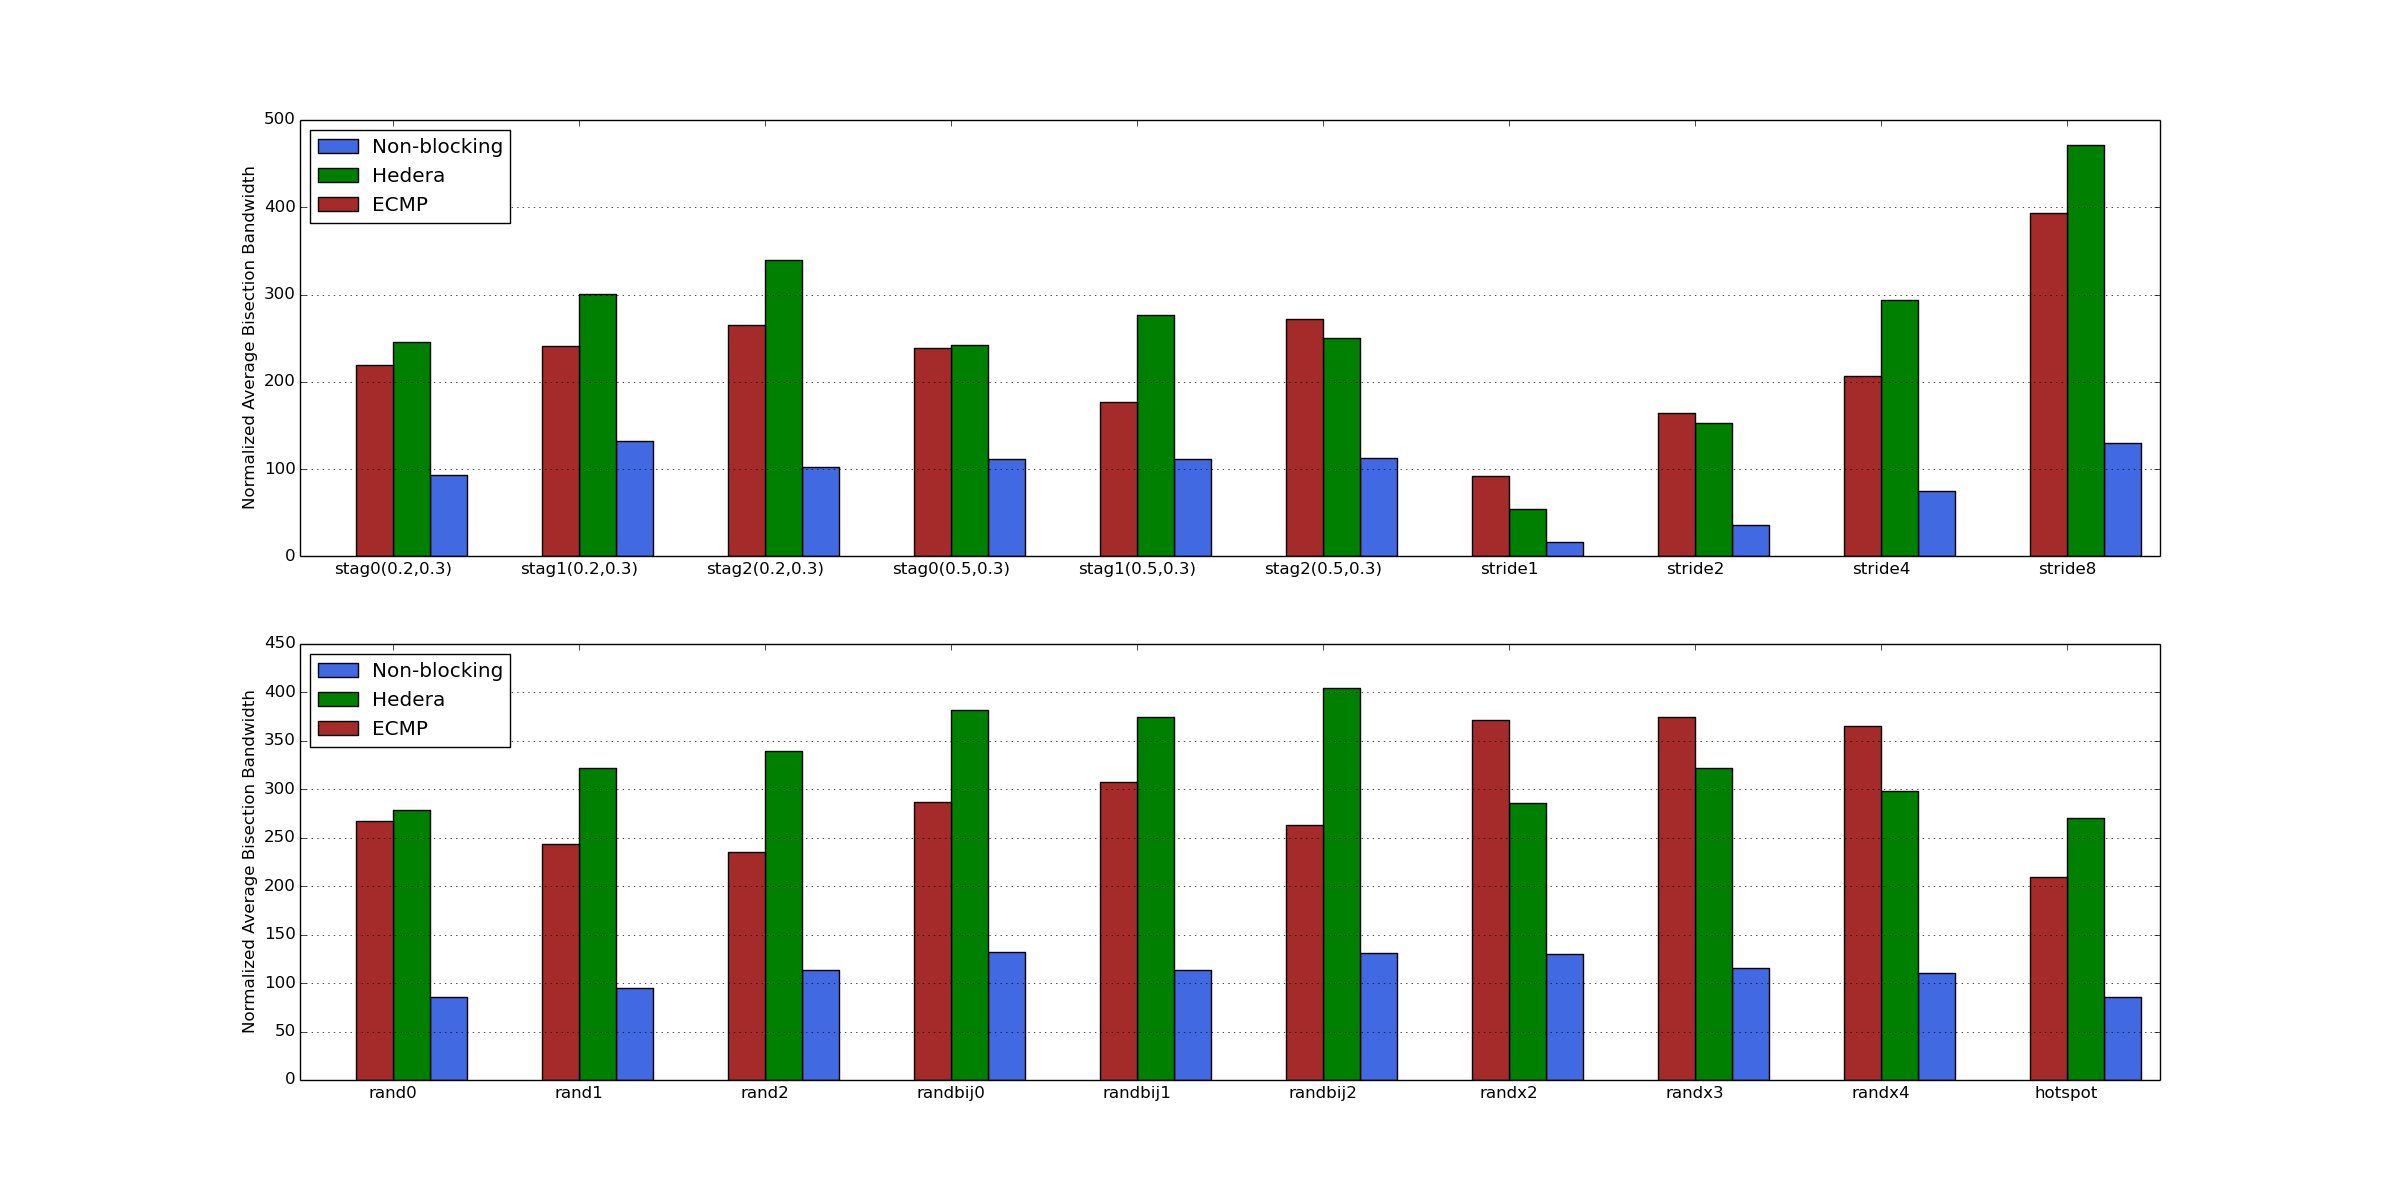 500
400
300
200
100
0
Normalized Average Bisection Bandwidth
Non-blocking
Hedera
ECMP
stag0(0.2,0.3) stag1(0.2,0.3) stag2(0.2,0.3) stag0(0.5,0.3) stag1(0.5,0.3) stag2(0.5,0.3) stride1 stride2 stride4 stride8
450
400
350
300
250
200
150
100
50
0
Normalized Average Bisection Bandwidth
Non-blocking
Hedera
ECMP
rand0 rand1 rand2 randbij0 randbij1 randbij2 randx2 randx3 randx4 hotspot